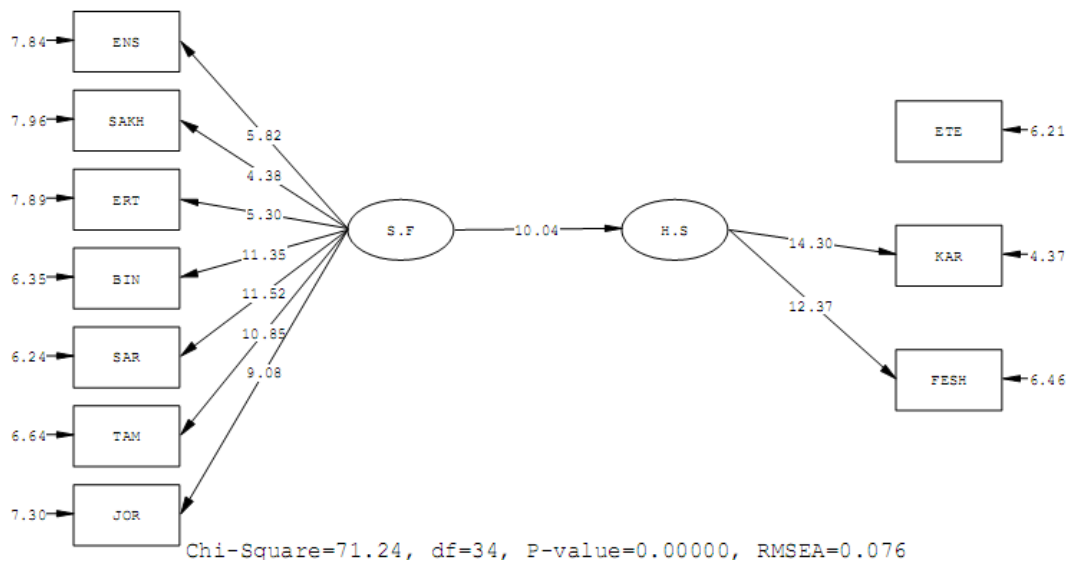 7.84 ENS
7.96 SAKH
7.89 ERT
6.35 BIN
6.24 SAR
6.64 TAM
7.30 JOR
5.82
4.38
5.30
11.35
11.52
10.85
9.08
S.F
10.04
H.S
14.30
12.37
ETE 6.21
KAR 4.37
FESH 6.46
Chi-Square=71.24, df=34, P-value=0.00000, RMSEA=0.076